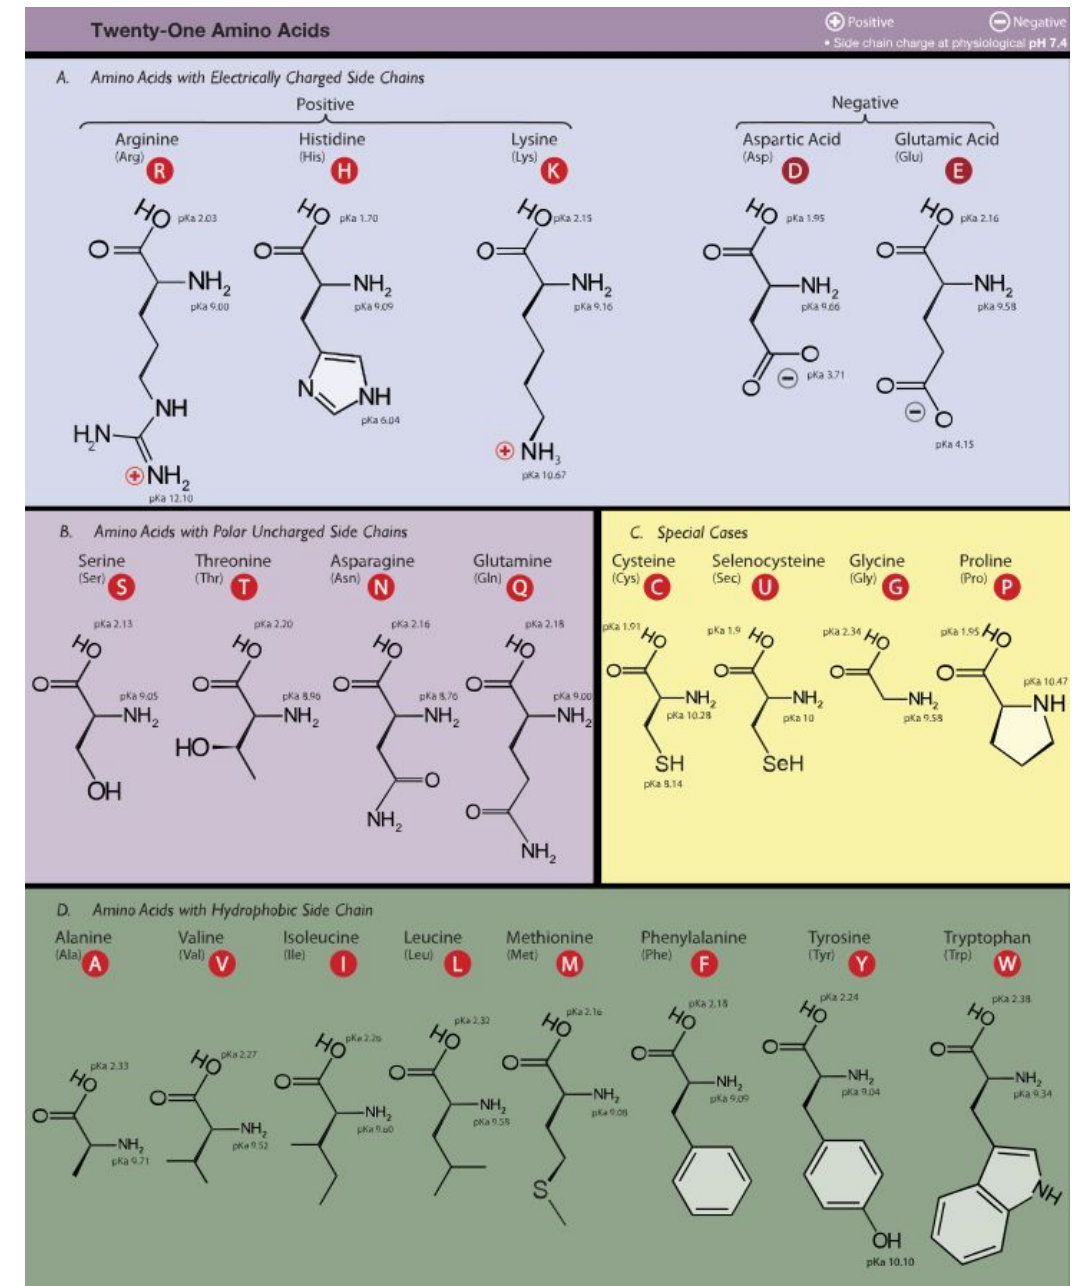 Twenty-One Amino Acids
+ Positive
− Negative
• Side chain charge at physiological pH 7.4
A. Amino Acids with Electrically Charged Side Chains
Positive
Negative
Arginine
(Arg)
R
Histidine
(His)
H
Lysine
(Lys)
K
Aspartic Acid
(Asp)
D
Glutamic Acid
(Glu)
E
HO
pKa 2.03
O
NH2
pKa 9.00
NH
H2N
+
NH2
pKa 12.10
HO
pKa 1.70
O
NH2
pKa 9.09
N
NH
pKa 6.04
HO
pKa 2.15
O
NH2
pKa 9.16
+
NH3
pKa 10.67
HO
pKa 1.95
O
NH2
pKa 9.66
O
−
pKa 3.71
O
HO
pKa 2.16
O
NH2
pKa 9.58
O
−
O
pKa 4.15
B. Amino Acids with Polar Uncharged Side Chains
Serine
(Ser)
S
Threonine
(Thr)
T
Asparagine
(Asn)
N
Glutamine
(Gln)
Q
pKa 2.13
HO
O
pKa 9.05
NH2
OH
pKa 2.20
HO
O
pKa 8.96
NH2
HO
pKa 2.16
HO
O
pKa 8.76
NH2
O
NH2
pKa 2.18
HO
O
pKa 9.00
NH2
O
NH2
C. Special Cases
Cysteine
(Cys)
C
Selenocysteine
(Sec)
U
Glycine
(Gly)
G
Proline
(Pro)
P
pKa 1.91
HO
O
NH2
pKa 10.28
SH
pKa 8.14
pKa 1.9
HO
O
NH2
pKa 10
SeH
pKa 2.34
HO
O
NH2
pKa 9.58
pKa 1.95
HO
O
pKa 10.47
NH
D. Amino Acids with Hydrophobic Side Chain
Alanine
(Ala)
A
Valine
(Val)
V
Isoleucine
(Ile)
I
Leucine
(Leu)
L
Methionine
(Met)
M
Phenylalanine
(Phe)
F
Tyrosine
(Tyr)
Y
Tryptophan
(Trp)
W
pKa 2.33
HO
O
NH2
pKa 9.71
pKa 2.27
HO
O
NH2
pKa 9.52
pKa 2.26
HO
O
NH2
pKa 9.60
pKa 2.32
HO
O
NH2
pKa 9.58
pKa 2.16
HO
O
NH2
pKa 9.08
S
pKa 2.18
HO
O
NH2
pKa 9.09
pKa 2.24
HO
O
NH2
pKa 9.04
OH
pKa 10.10
pKa 2.38
HO
O
NH2
pKa 9.34
NH